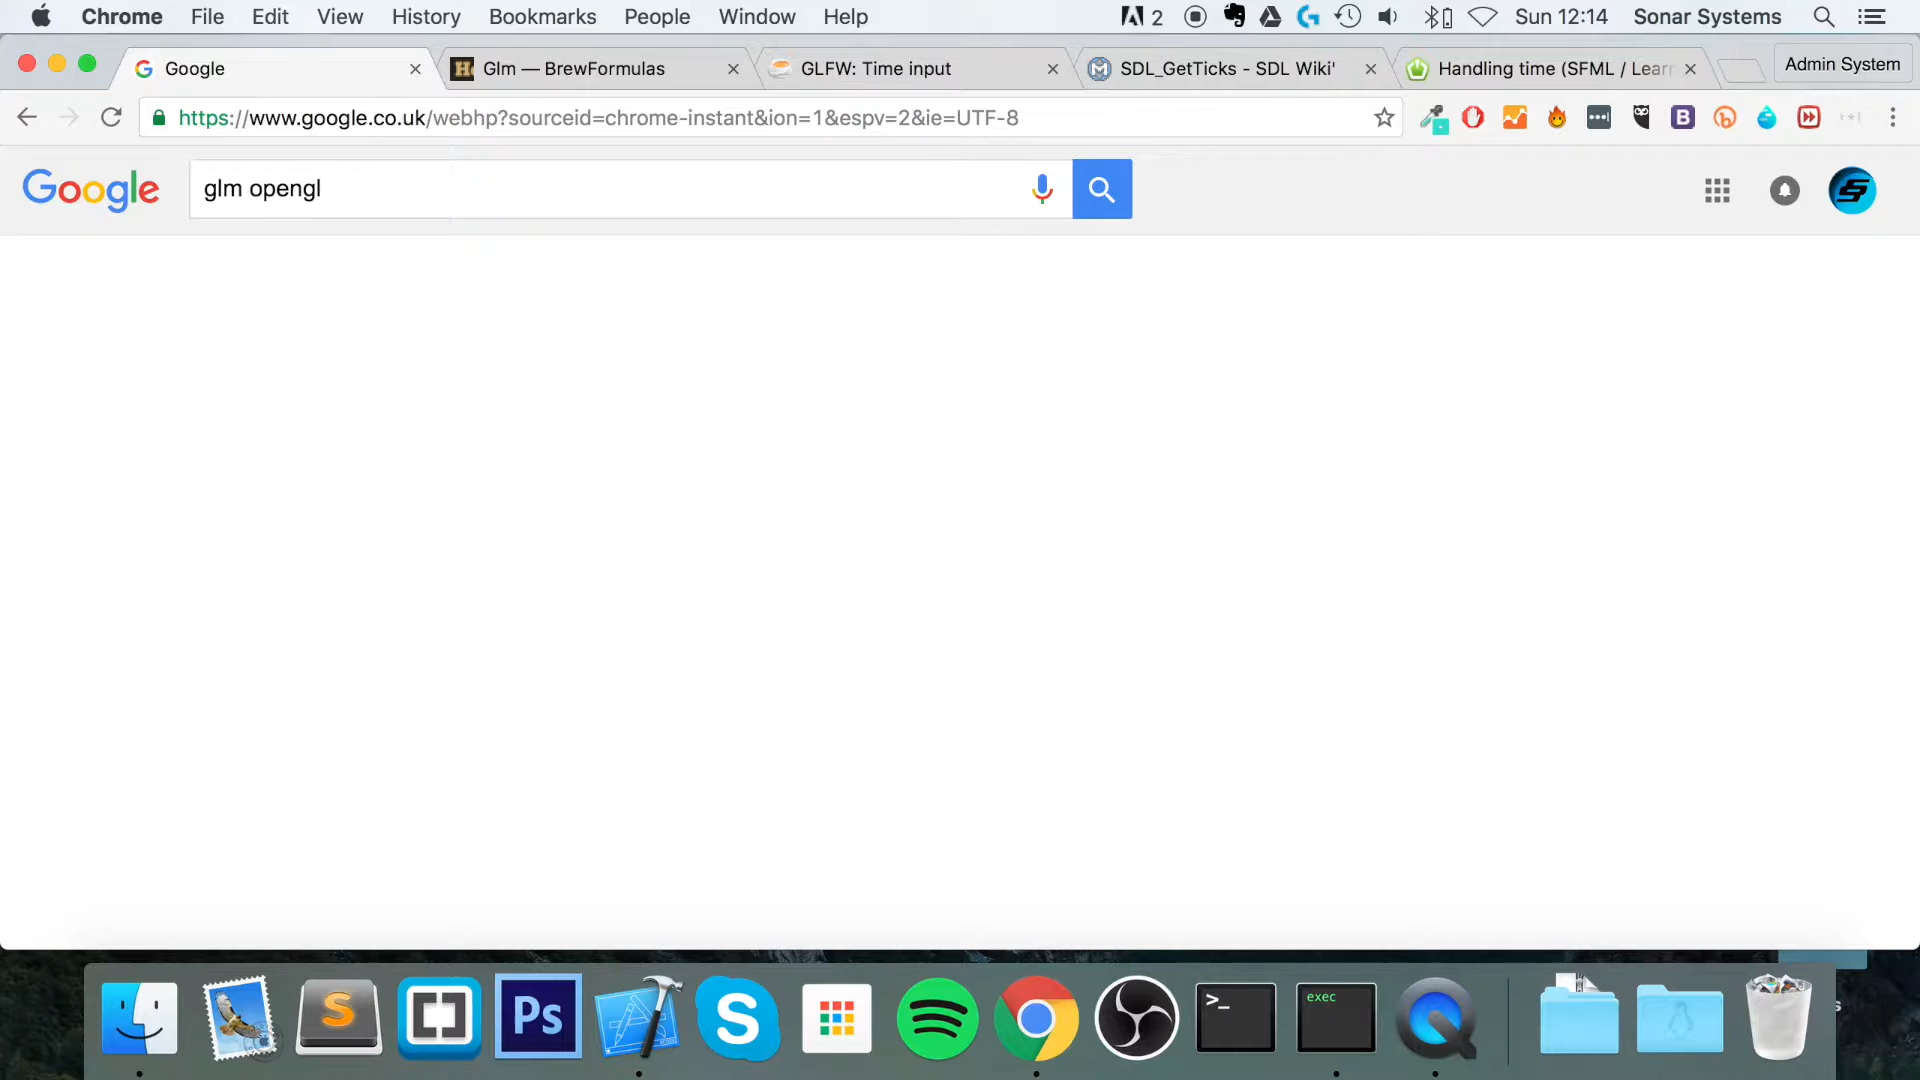 Chrome File Edit View History Bookmarks People Window Help 2 Sun 12:14 Sonar Systems
Google Glm — BrewFormulas GLFW: Time input SDL_GetTicks - SDL Wiki' Handling time (SFML / Learn Admin System
https://www.google.co.uk/webhp?sourceid=chrome-instant&ion=1&espv=2&ie=UTF-8
Google glm opengl
S Ps S >_ exec